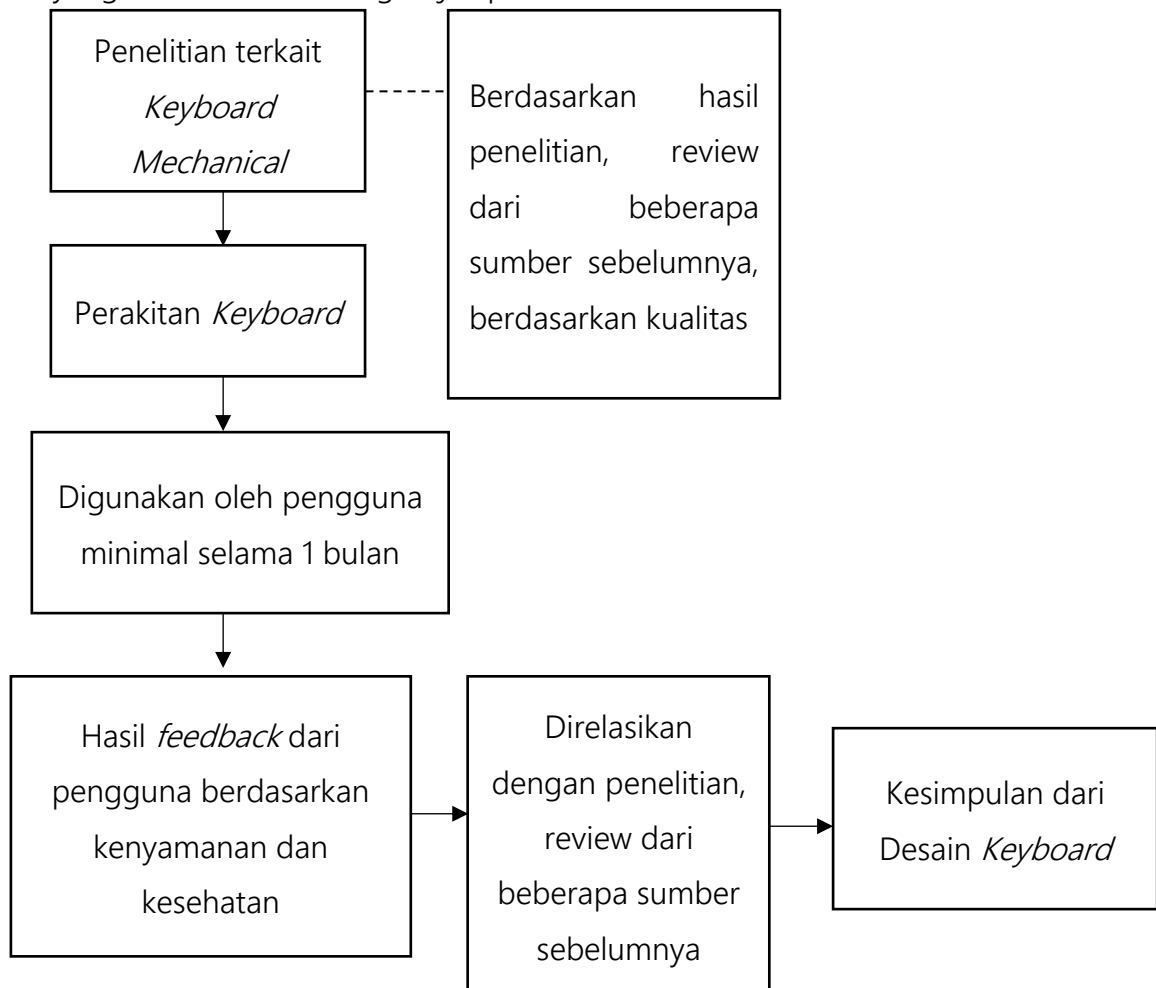 Penelitian terkait
Keyboard
Mechanical
Berdasarkan hasil
penelitian, review
dari beberapa
sumber sebelumnya,
berdasarkan kualitas
Perakitan Keyboard
Digunakan oleh pengguna
minimal selama 1 bulan
Hasil feedback dari
pengguna berdasarkan
kenyamanan dan
kesehatan
Direlasikan
dengan penelitian,
review dari
beberapa sumber
sebelumnya
Kesimpulan dari
Desain Keyboard